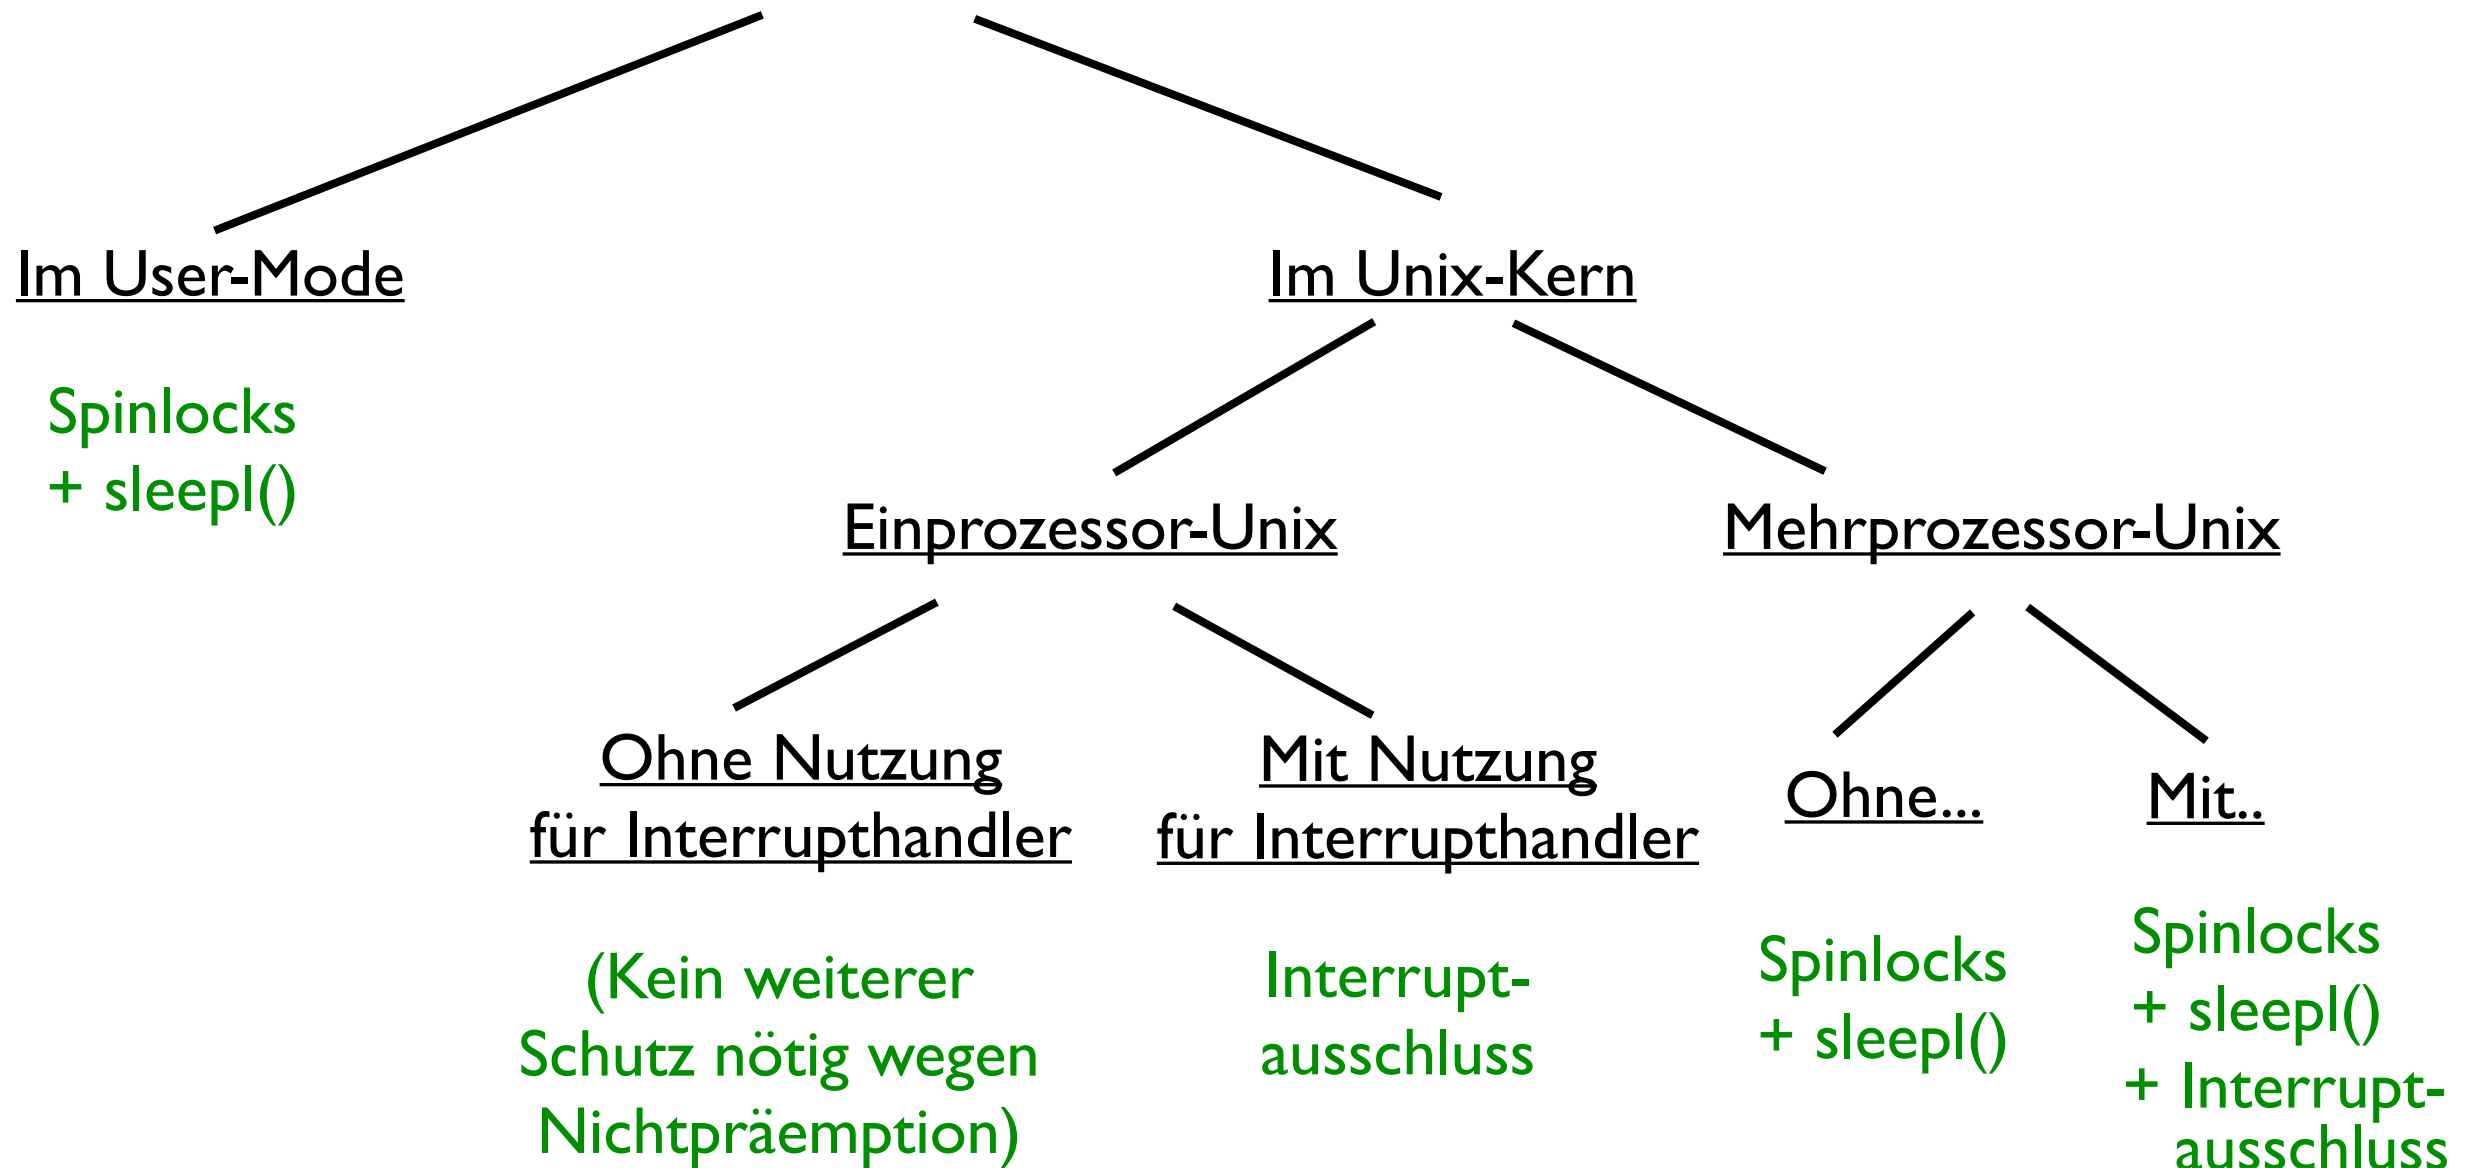 Im User-Mode
Im Unix-Kern
Spinlocks
+ sleepl()
Einprozessor-Unix
Mehrprozessor-Unix
Ohne Nutzung
für Interrupthandler
Mit Nutzung
für Interrupthandler
Ohne...
Mit..
(Kein weiterer
Schutz nötig wegen
Nichtpräemption)
Interrupt-
ausschluss
Spinlocks
+ sleepl()
Spinlocks
+ sleepl()
+ Interrupt-
ausschluss